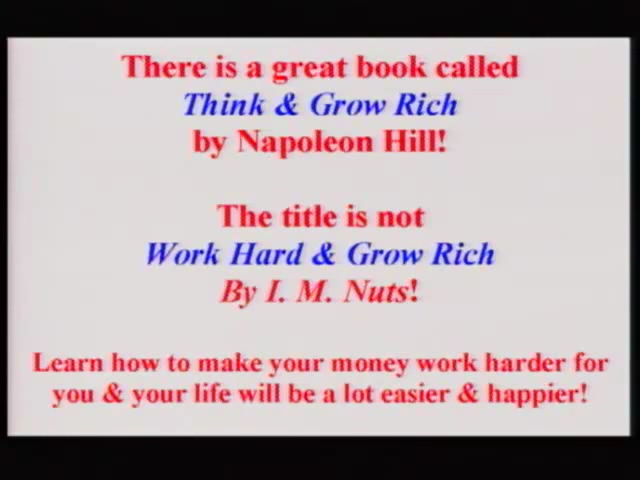 There is a great book called
Think & Grow Rich
by Napoleon Hill!
The title is not
Work Hard & Grow Rich
By I. M. Nuts!
Learn how to make your money work harder for
you & your life will be a lot easier & happier!